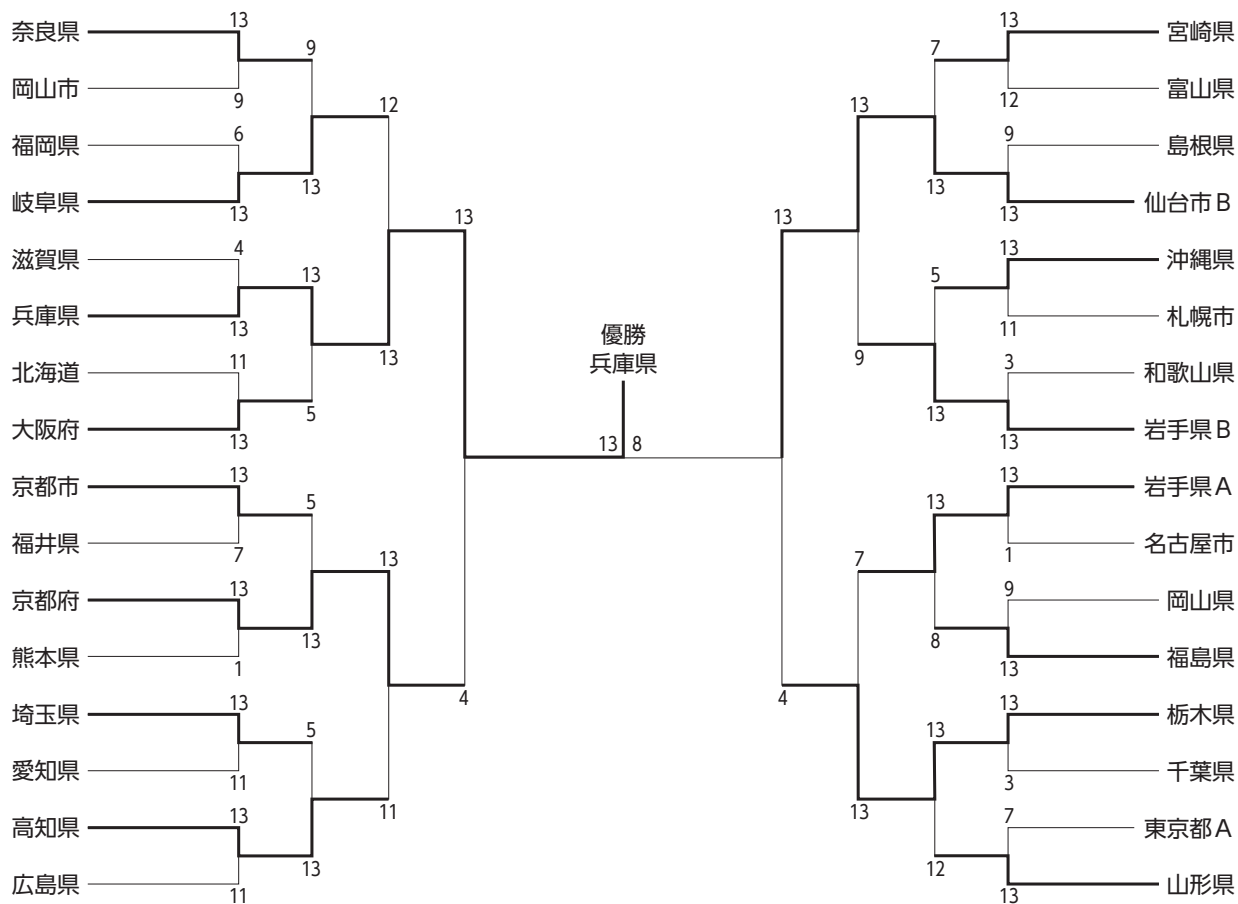 奈良県
岡山市
福岡県
岐阜県
滋賀県
兵庫県
北海道
大阪府
京都市
福井県
京都府
熊本県
埼玉県
愛知県
高知県
広島県
13
9
6
13
4
13
11
13
13
7
13
1
13
11
13
11
9
13
13
5
5
13
5
13
12
13
13
11
13
4
優勝
兵庫県
13 8
13
4
13
9
7
13
7
13
5
13
13
8
13
12
13
12
9
13
13
11
3
13
13
1
9
13
13
3
7
13
宮崎県
富山県
島根県
仙台市B
沖縄県
札幌市
和歌山県
岩手県B
岩手県A
名古屋市
岡山県
福島県
栃木県
千葉県
東京都A
山形県